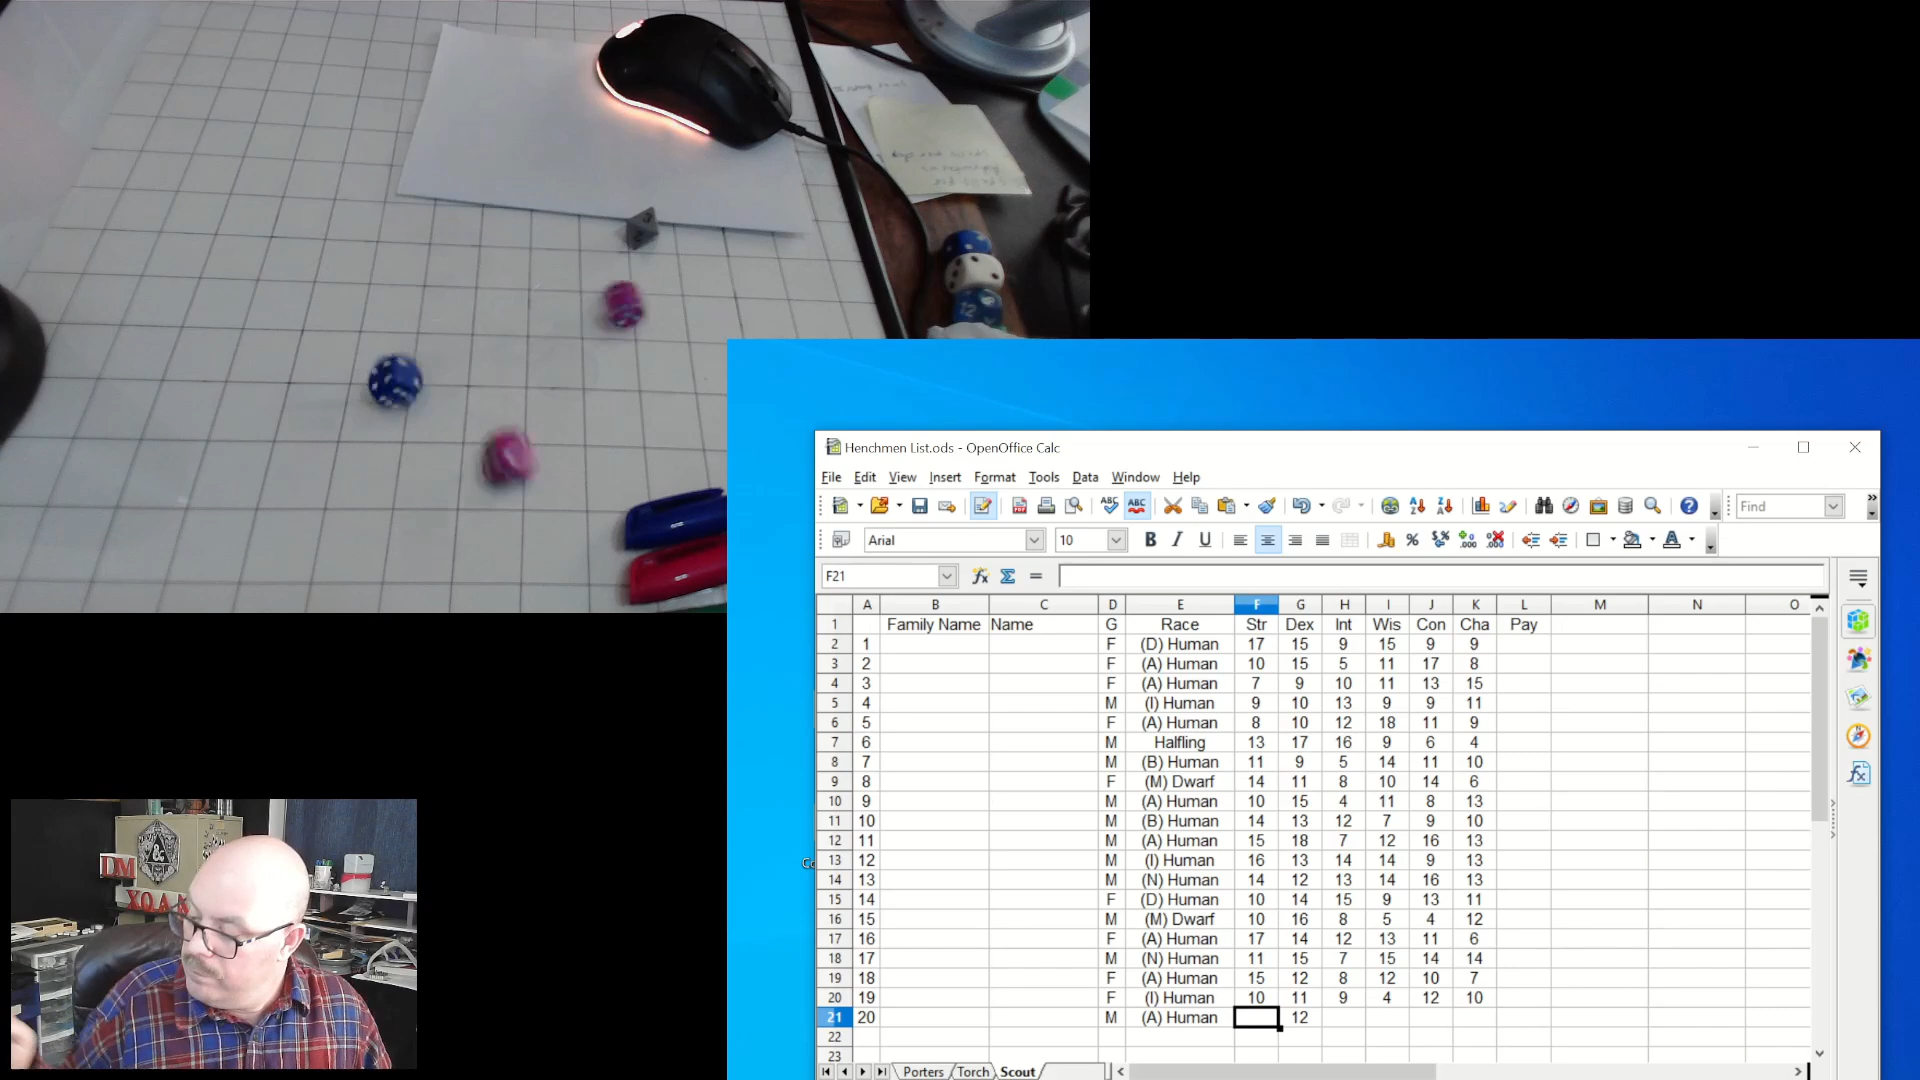 12
DM
&
XQA
Henchmen List.ods - OpenOffice Calc
File Edit View Insert Format Tools Data Window Help
ABC ABC Find
Arial 10 B I U
F21
A B C D E F G H I J K L M N O
1 Family Name Name G Race Str Dex Int Wis Con Cha Pay
2 1 F (D) Human 17 15 9 15 9 9
3 2 F (A) Human 10 15 5 11 17 8
4 3 F (A) Human 7 9 10 11 13 15
5 4 M (I) Human 9 10 13 9 9 11
6 5 F (A) Human 8 10 12 18 11 9
7 6 M Halfling 13 17 16 9 6 4
8 7 M (B) Human 11 9 5 14 11 10
9 8 F (M) Dwarf 14 11 8 10 14 6
10 9 M (A) Human 10 15 4 11 8 13
11 10 M (B) Human 14 13 12 7 9 10
12 11 M (A) Human 15 18 7 12 16 13
13 12 M (I) Human 16 13 14 14 9 13
14 13 M (N) Human 14 12 13 14 16 13
15 14 F (D) Human 10 14 15 9 13 11
16 15 M (M) Dwarf 10 16 8 5 4 12
17 16 F (A) Human 17 14 12 13 11 6
18 17 M (N) Human 11 15 7 15 14 14
19 18 F (A) Human 15 12 8 12 10 7
20 19 F (I) Human 10 11 9 4 12 10
21 20 M (A) Human 12
22
23
Porters Torch Scout